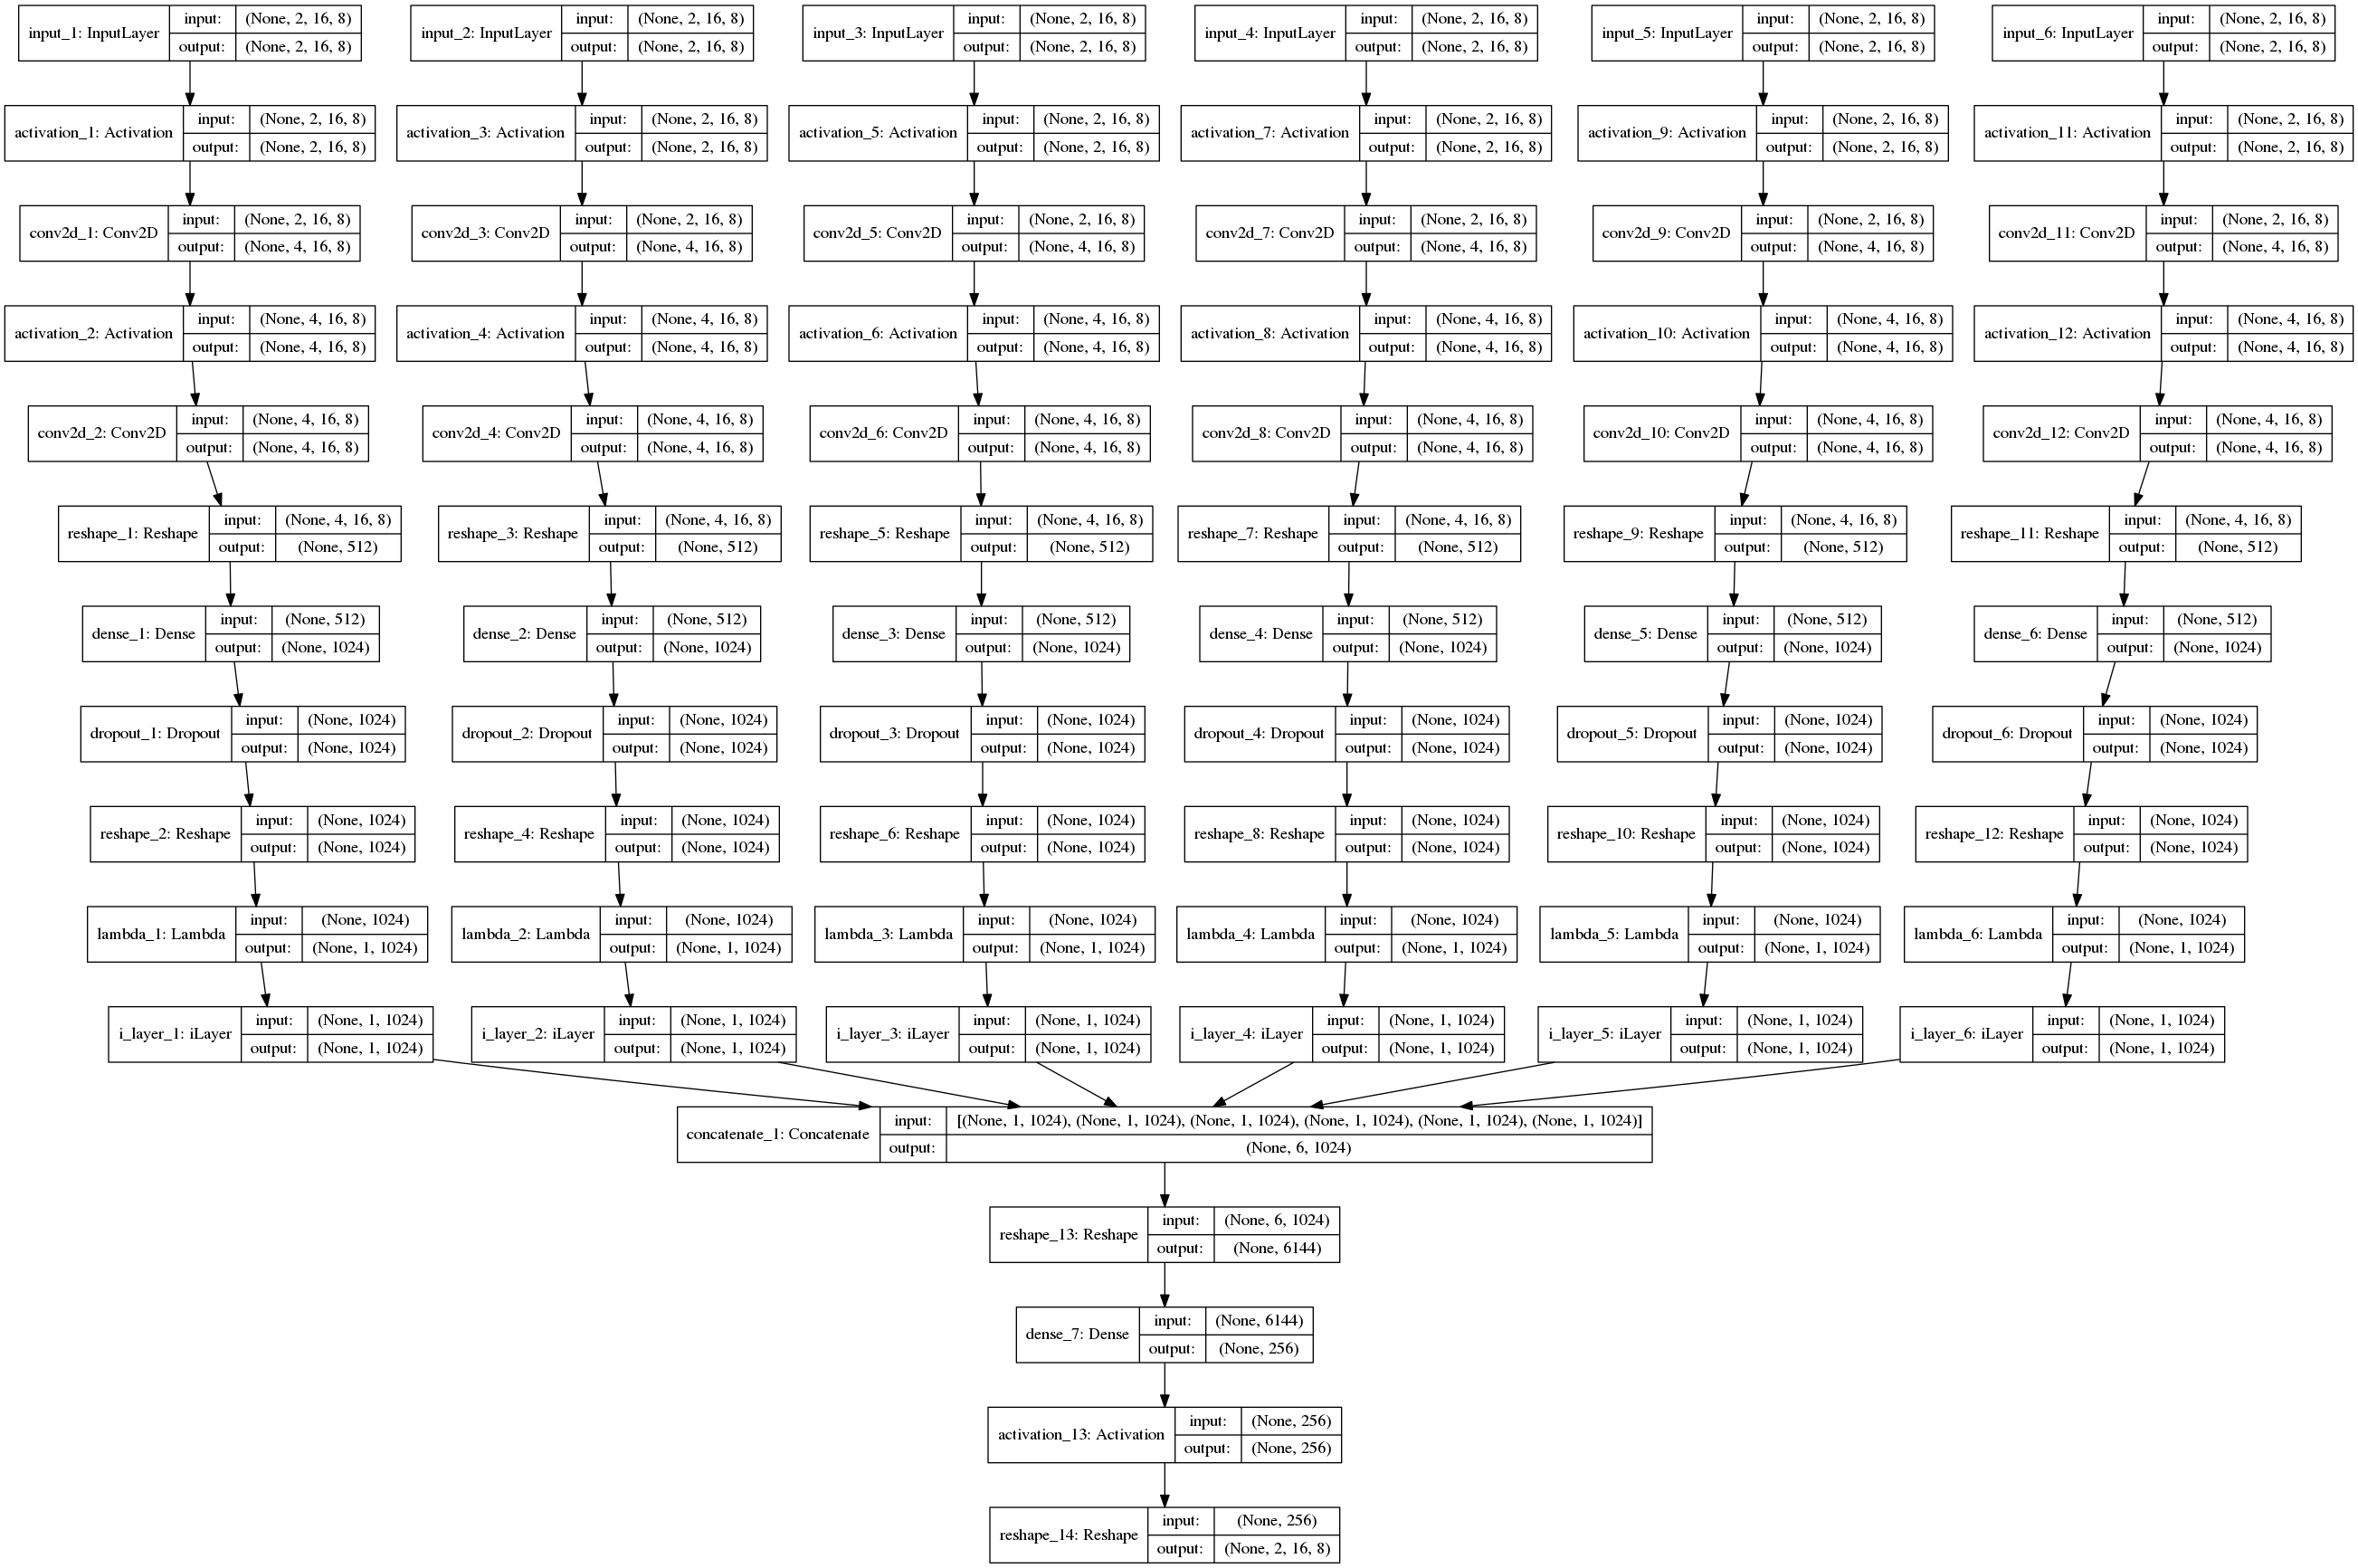 input_1: InputLayer input: (None, 2, 16, 8) output: (None, 2, 16, 8)
input_2: InputLayer input: (None, 2, 16, 8) output: (None, 2, 16, 8)
input_3: InputLayer input: (None, 2, 16, 8) output: (None, 2, 16, 8)
input_4: InputLayer input: (None, 2, 16, 8) output: (None, 2, 16, 8)
input_5: InputLayer input: (None, 2, 16, 8) output: (None, 2, 16, 8)
input_6: InputLayer input: (None, 2, 16, 8) output: (None, 2, 16, 8)
activation_1: Activation input: (None, 2, 16, 8) output: (None, 2, 16, 8)
activation_3: Activation input: (None, 2, 16, 8) output: (None, 2, 16, 8)
activation_5: Activation input: (None, 2, 16, 8) output: (None, 2, 16, 8)
activation_7: Activation input: (None, 2, 16, 8) output: (None, 2, 16, 8)
activation_9: Activation input: (None, 2, 16, 8) output: (None, 2, 16, 8)
activation_11: Activation input: (None, 2, 16, 8) output: (None, 2, 16, 8)
conv2d_1: Conv2D input: (None, 2, 16, 8) output: (None, 4, 16, 8)
conv2d_3: Conv2D input: (None, 2, 16, 8) output: (None, 4, 16, 8)
conv2d_5: Conv2D input: (None, 2, 16, 8) output: (None, 4, 16, 8)
conv2d_7: Conv2D input: (None, 2, 16, 8) output: (None, 4, 16, 8)
conv2d_9: Conv2D input: (None, 2, 16, 8) output: (None, 4, 16, 8)
conv2d_11: Conv2D input: (None, 2, 16, 8) output: (None, 4, 16, 8)
activation_2: Activation input: (None, 4, 16, 8) output: (None, 4, 16, 8)
activation_4: Activation input: (None, 4, 16, 8) output: (None, 4, 16, 8)
activation_6: Activation input: (None, 4, 16, 8) output: (None, 4, 16, 8)
activation_8: Activation input: (None, 4, 16, 8) output: (None, 4, 16, 8)
activation_10: Activation input: (None, 4, 16, 8) output: (None, 4, 16, 8)
activation_12: Activation input: (None, 4, 16, 8) output: (None, 4, 16, 8)
conv2d_2: Conv2D input: (None, 4, 16, 8) output: (None, 4, 16, 8)
conv2d_4: Conv2D input: (None, 4, 16, 8) output: (None, 4, 16, 8)
conv2d_6: Conv2D input: (None, 4, 16, 8) output: (None, 4, 16, 8)
conv2d_8: Conv2D input: (None, 4, 16, 8) output: (None, 4, 16, 8)
conv2d_10: Conv2D input: (None, 4, 16, 8) output: (None, 4, 16, 8)
conv2d_12: Conv2D input: (None, 4, 16, 8) output: (None, 4, 16, 8)
reshape_1: Reshape input: (None, 4, 16, 8) output: (None, 512)
reshape_3: Reshape input: (None, 4, 16, 8) output: (None, 512)
reshape_5: Reshape input: (None, 4, 16, 8) output: (None, 512)
reshape_7: Reshape input: (None, 4, 16, 8) output: (None, 512)
reshape_9: Reshape input: (None, 4, 16, 8) output: (None, 512)
reshape_11: Reshape input: (None, 4, 16, 8) output: (None, 512)
dense_1: Dense input: (None, 512) output: (None, 1024)
dense_2: Dense input: (None, 512) output: (None, 1024)
dense_3: Dense input: (None, 512) output: (None, 1024)
dense_4: Dense input: (None, 512) output: (None, 1024)
dense_5: Dense input: (None, 512) output: (None, 1024)
dense_6: Dense input: (None, 512) output: (None, 1024)
dropout_1: Dropout input: (None, 1024) output: (None, 1024)
dropout_2: Dropout input: (None, 1024) output: (None, 1024)
dropout_3: Dropout input: (None, 1024) output: (None, 1024)
dropout_4: Dropout input: (None, 1024) output: (None, 1024)
dropout_5: Dropout input: (None, 1024) output: (None, 1024)
dropout_6: Dropout input: (None, 1024) output: (None, 1024)
reshape_2: Reshape input: (None, 1024) output: (None, 1024)
reshape_4: Reshape input: (None, 1024) output: (None, 1024)
reshape_6: Reshape input: (None, 1024) output: (None, 1024)
reshape_8: Reshape input: (None, 1024) output: (None, 1024)
reshape_10: Reshape input: (None, 1024) output: (None, 1024)
reshape_12: Reshape input: (None, 1024) output: (None, 1024)
lambda_1: Lambda input: (None, 1024) output: (None, 1, 1024)
lambda_2: Lambda input: (None, 1024) output: (None, 1, 1024)
lambda_3: Lambda input: (None, 1024) output: (None, 1, 1024)
lambda_4: Lambda input: (None, 1024) output: (None, 1, 1024)
lambda_5: Lambda input: (None, 1024) output: (None, 1, 1024)
lambda_6: Lambda input: (None, 1024) output: (None, 1, 1024)
i_layer_1: iLayer input: (None, 1, 1024) output: (None, 1, 1024)
i_layer_2: iLayer input: (None, 1, 1024) output: (None, 1, 1024)
i_layer_3: iLayer input: (None, 1, 1024) output: (None, 1, 1024)
i_layer_4: iLayer input: (None, 1, 1024) output: (None, 1, 1024)
i_layer_5: iLayer input: (None, 1, 1024) output: (None, 1, 1024)
i_layer_6: iLayer input: (None, 1, 1024) output: (None, 1, 1024)
concatenate_1: Concatenate input: [(None, 1, 1024), (None, 1, 1024), (None, 1, 1024), (None, 1, 1024), (None, 1, 1024), (None, 1, 1024)] output: (None, 6, 1024)
reshape_13: Reshape input: (None, 6, 1024) output: (None, 6144)
dense_7: Dense input: (None, 6144) output: (None, 256)
activation_13: Activation input: (None, 256) output: (None, 256)
reshape_14: Reshape input: (None, 256) output: (None, 2, 16, 8)